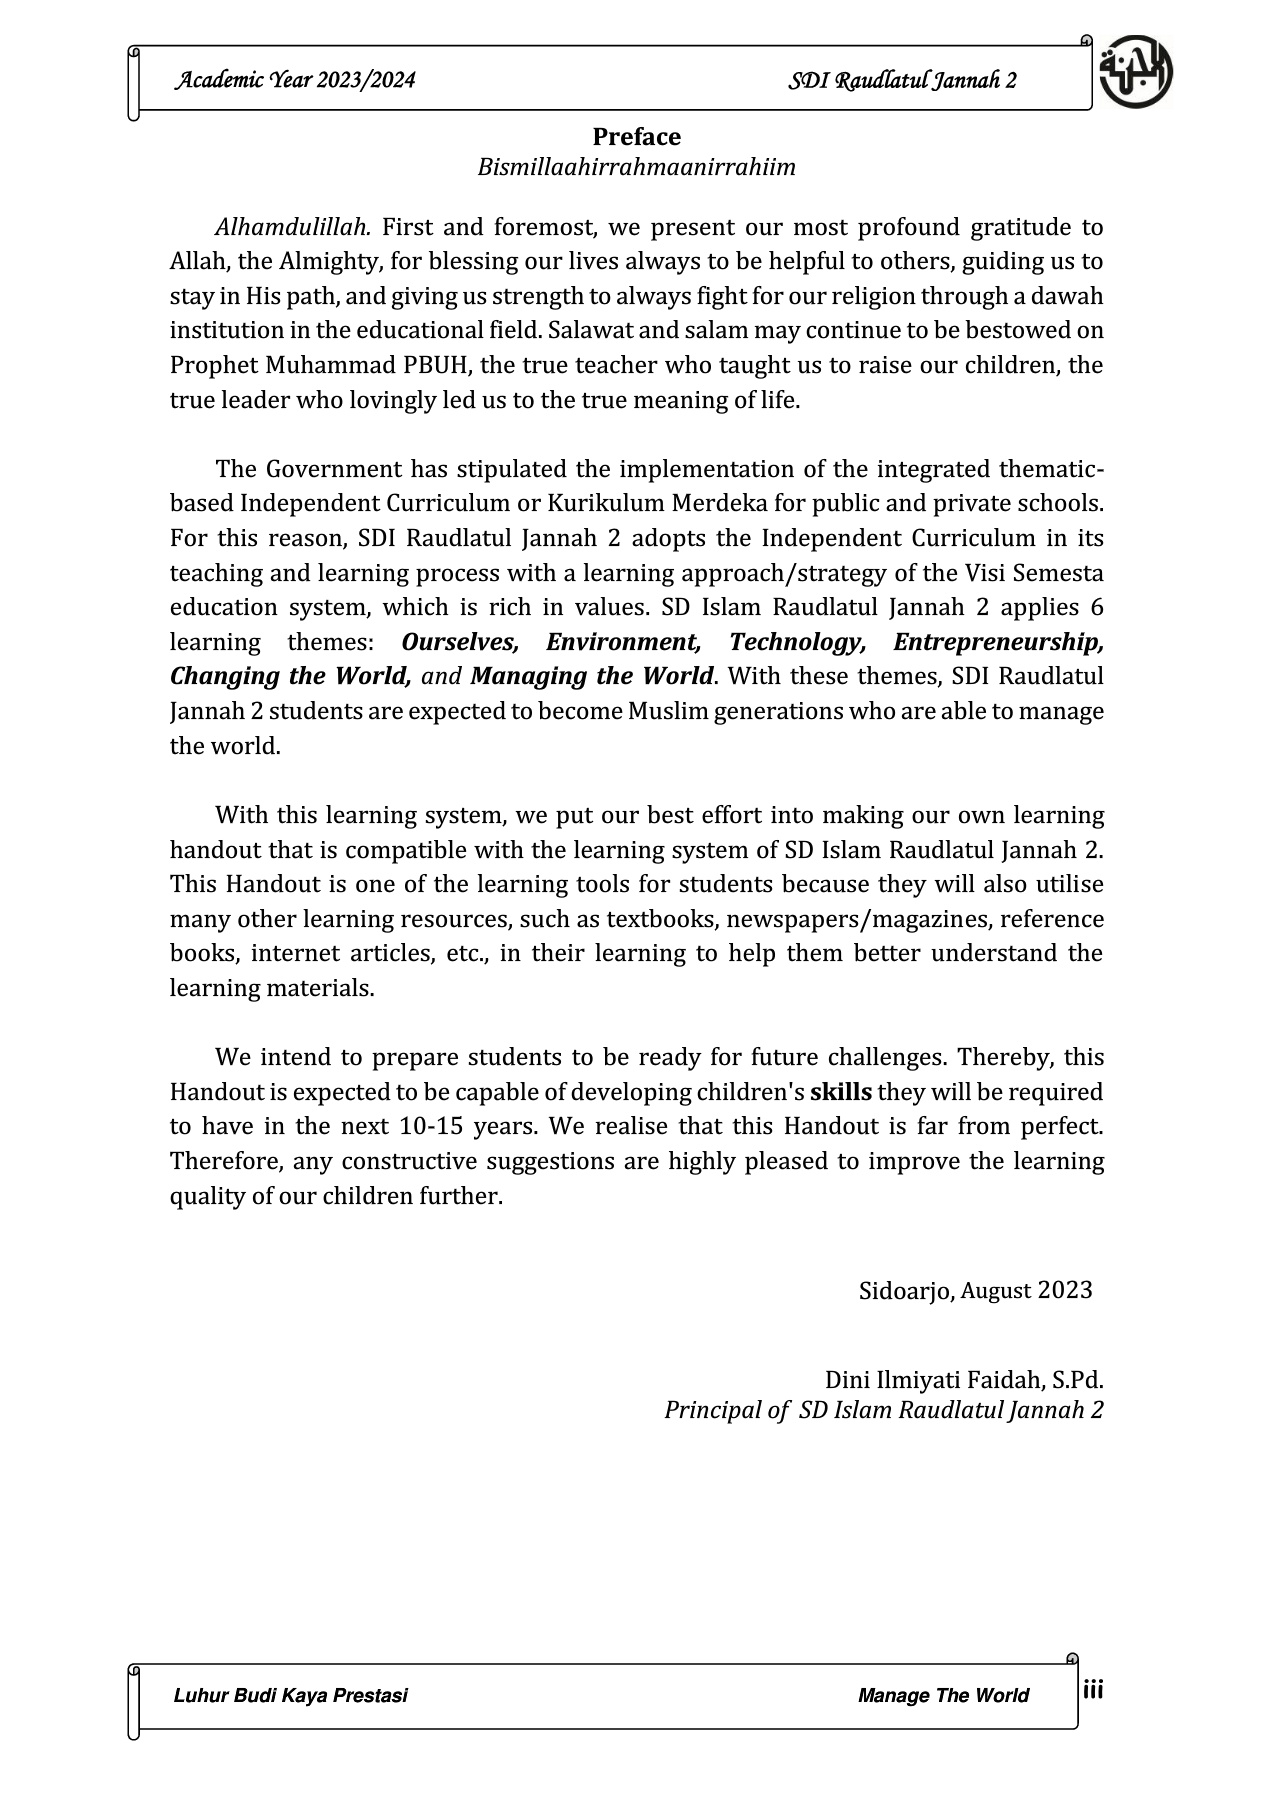 Academic Year 2023/2024 SDI Raudlatul Jannah 2
Preface
Bismillaahirrahmaanirrahiim
Alhamdulillah. First and foremost, we present our most profound gratitude to
Allah, the Almighty, for blessing our lives always to be helpful to others, guiding us to
stay in His path, and giving us strength to always fight for our religion through a dawah
institution in the educational field. Salawat and salam may continue to be bestowed on
Prophet Muhammad PBUH, the true teacher who taught us to raise our children, the
true leader who lovingly led us to the true meaning of life.
The Government has stipulated the implementation of the integrated thematic-
based Independent Curriculum or Kurikulum Merdeka for public and private schools.
For this reason, SDI Raudlatul Jannah 2 adopts the Independent Curriculum in its
teaching and learning process with a learning approach/strategy of the Visi Semesta
education system, which is rich in values. SD Islam Raudlatul Jannah 2 applies 6
learning themes: Ourselves, Environment, Technology, Entrepreneurship,
Changing the World, and Managing the World. With these themes, SDI Raudlatul
Jannah 2 students are expected to become Muslim generations who are able to manage
the world.
With this learning system, we put our best effort into making our own learning
handout that is compatible with the learning system of SD Islam Raudlatul Jannah 2.
This Handout is one of the learning tools for students because they will also utilise
many other learning resources, such as textbooks, newspapers/magazines, reference
books, internet articles, etc., in their learning to help them better understand the
learning materials.
We intend to prepare students to be ready for future challenges. Thereby, this
Handout is expected to be capable of developing children's skills they will be required
to have in the next 10-15 years. We realise that this Handout is far from perfect.
Therefore, any constructive suggestions are highly pleased to improve the learning
quality of our children further.
Sidoarjo, August 2023
Dini Ilmiyati Faidah, S.Pd.
Principal of SD Islam Raudlatul Jannah 2
Luhur Budi Kaya Prestasi Manage The World iii